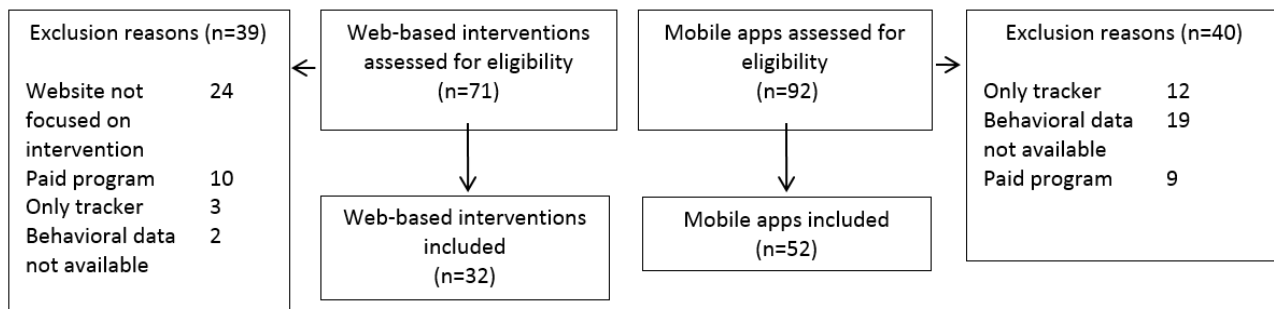 Exclusion reasons (n=39)
Website not 24
focused on
intervention
Paid program 10
Only tracker 3
Behavioral data 2
not available
Web-based interventions
assessed for eligibility
(n=71)
Web-based interventions
included
(n=32)
Mobile apps assessed for
eligibility
(n=92)
Mobile apps included
(n=52)
Exclusion reasons (n=40)
Only tracker 12
Behavioral data 19
not available
Paid program 9